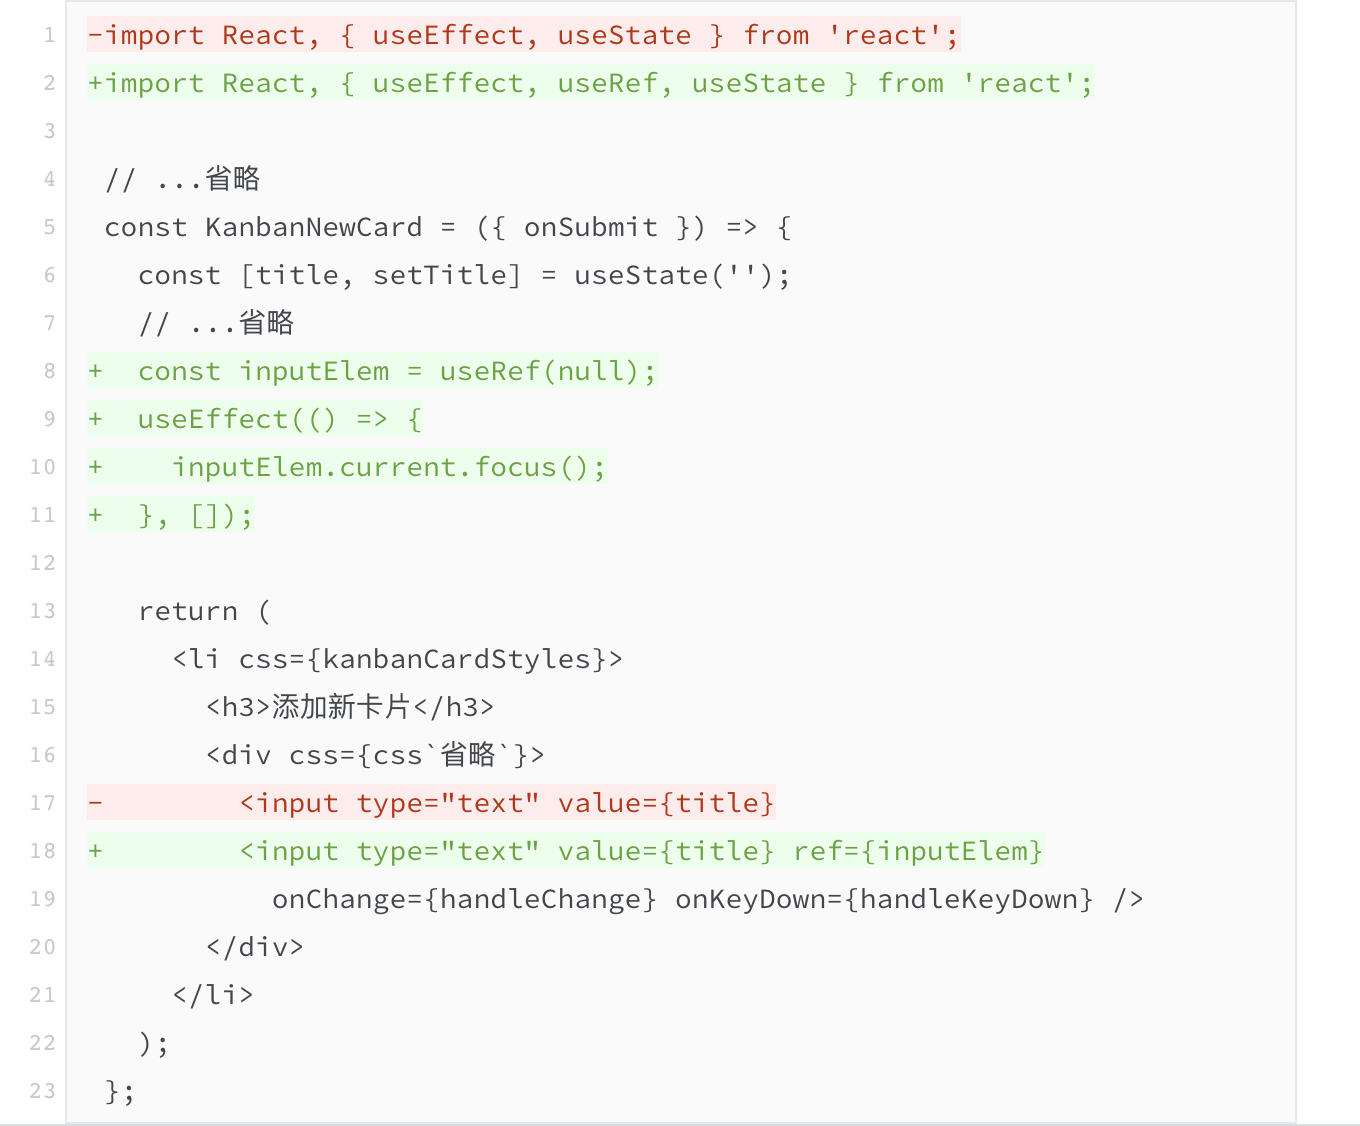 1 -import React, { useEffect, useState } from 'react';
2 +import React, { useEffect, useRef, useState } from 'react';
3
4  // ...省略
5  const KanbanNewCard = ({ onSubmit }) => {
6    const [title, setTitle] = useState('');
7    // ...省略
8 +  const inputElem = useRef(null);
9 +  useEffect(() => {
10 +    inputElem.current.focus();
11 +  }, []);
12
13    return (
14      <li css={kanbanCardStyles}>
15        <h3>添加新卡片</h3>
16        <div css={css`省略`}>
17 -        <input type="text" value={title}
18 +        <input type="text" value={title} ref={inputElem}
19            onChange={handleChange} onKeyDown={handleKeyDown} />
20        </div>
21      </li>
22    );
23  };